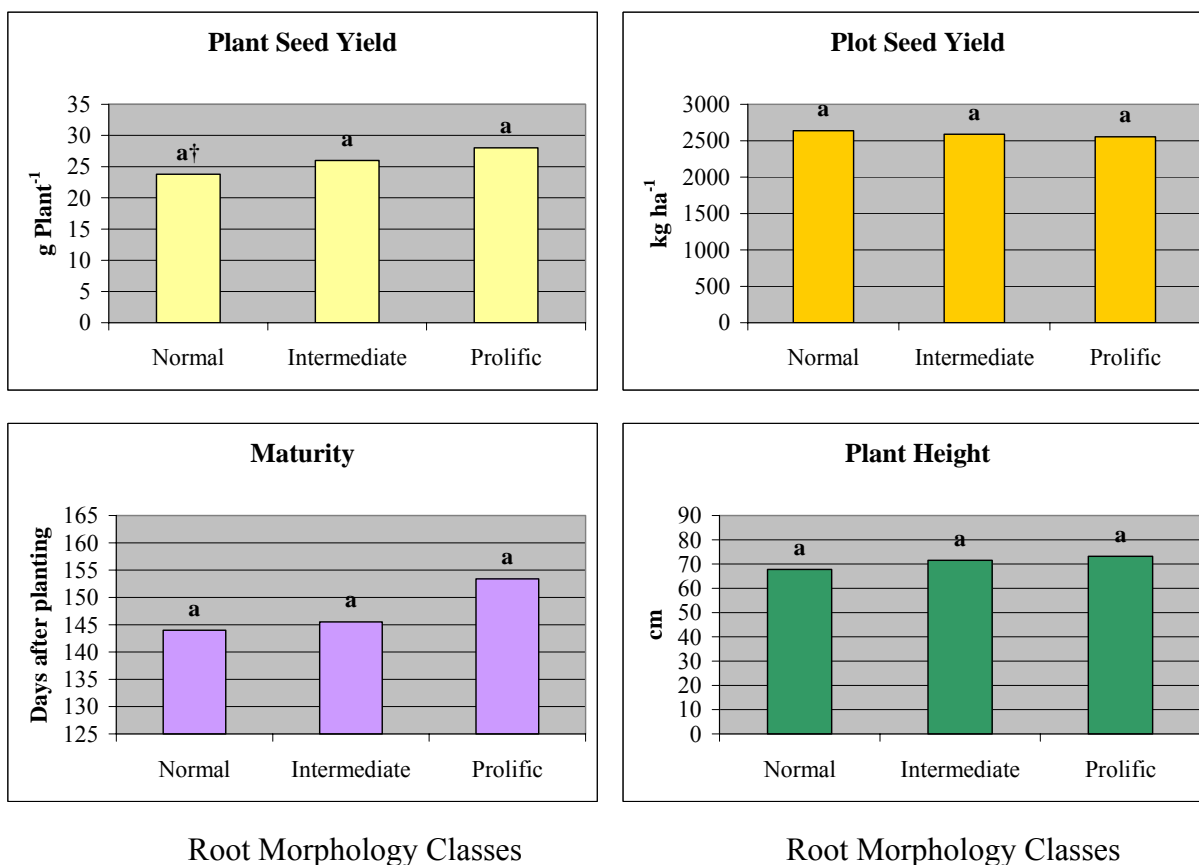 Plant Seed Yield
g Plant-1
35
30
25
20
15
10
5
0
a†
a
a
Normal Intermediate Prolific
Plot Seed Yield
kg ha-1
3000
2500
2000
1500
1000
500
0
a
a
a
Normal Intermediate Prolific
Maturity
Days after planting
165
160
155
150
145
140
135
130
125
a
a
a
Normal Intermediate Prolific
Plant Height
cm
90
80
70
60
50
40
30
20
10
0
a
a
a
Normal Intermediate Prolific
Root Morphology Classes
Root Morphology Classes